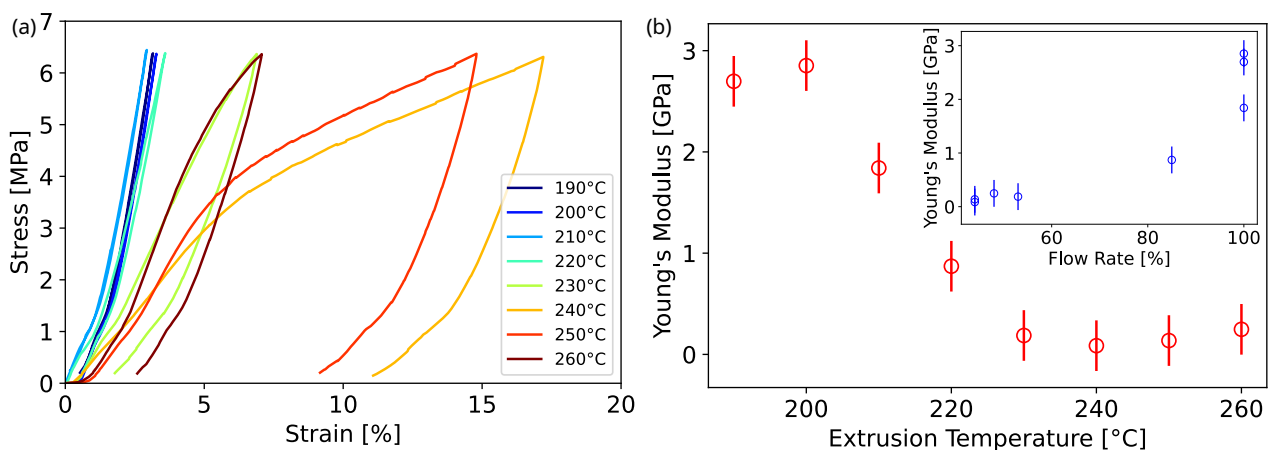 (a)
7
6
5
4
3
2
1
0
Stress [MPa]
0 5 10 15 20
Strain [%]
190°C
200°C
210°C
220°C
230°C
240°C
250°C
260°C
(b)
3
2
1
0
Young's Modulus [GPa]
200 220 240 260
Extrusion Temperature [°C]
3
2
1
0
Young's Modulus [GPa]
60 80 100
Flow Rate [%]